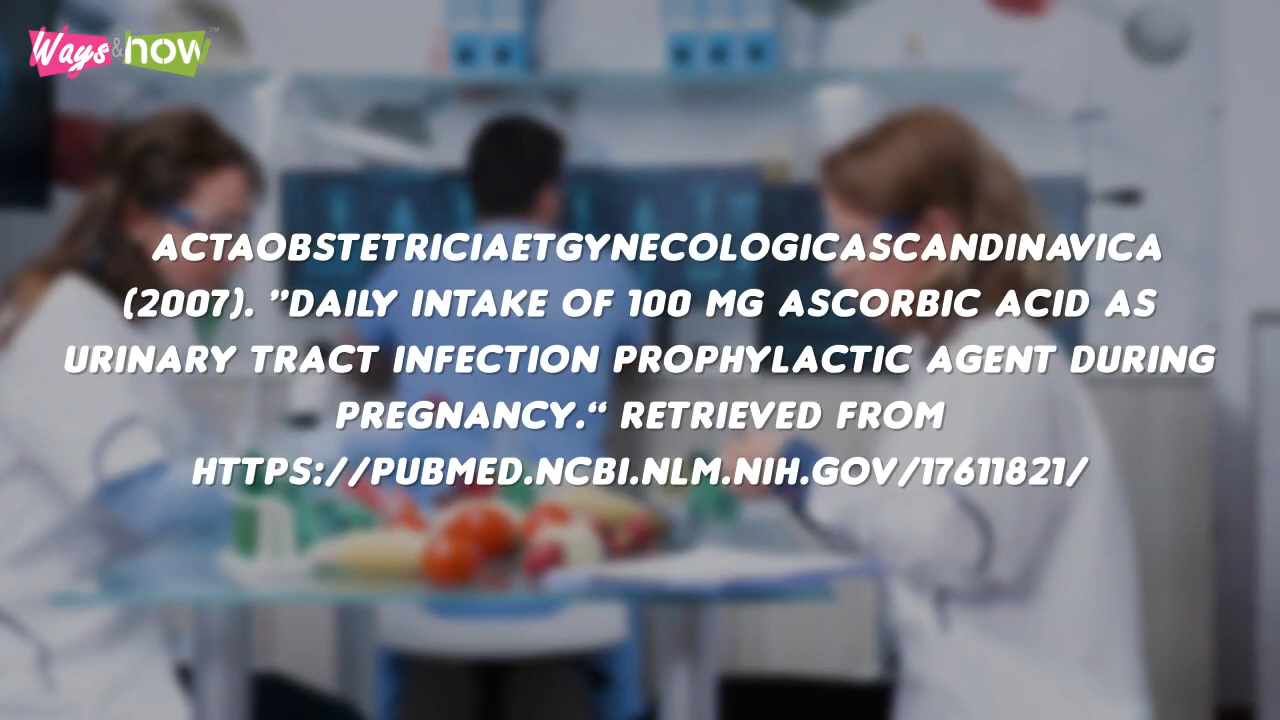 Ways&how™
ACTAOBSTETRICIAETGYNECOLOGICASCANDINAVICA
(2007). "DAILY INTAKE OF 100 MG ASCORBIC ACID AS
URINARY TRACT INFECTION PROPHYLACTIC AGENT DURING
PREGNANCY.“ RETRIEVED FROM
HTTPS://PUBMED.NCBI.NLM.NIH.GOV/17611821/